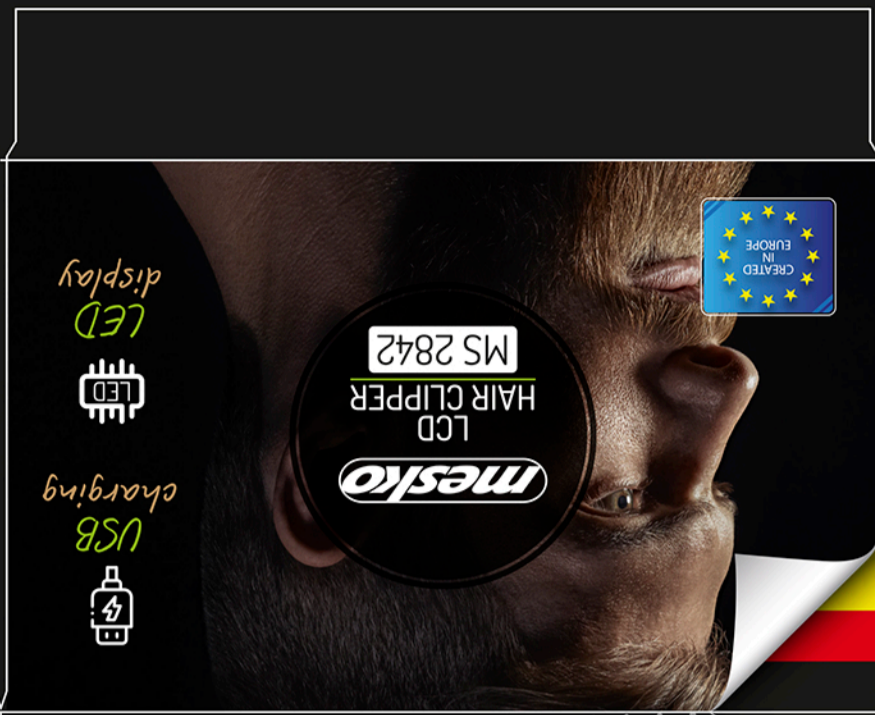 mesko
LCD
HAIR CLIPPER
MS 2842
USB
charging
LED
LED
display
CREATED
IN
EUROPE